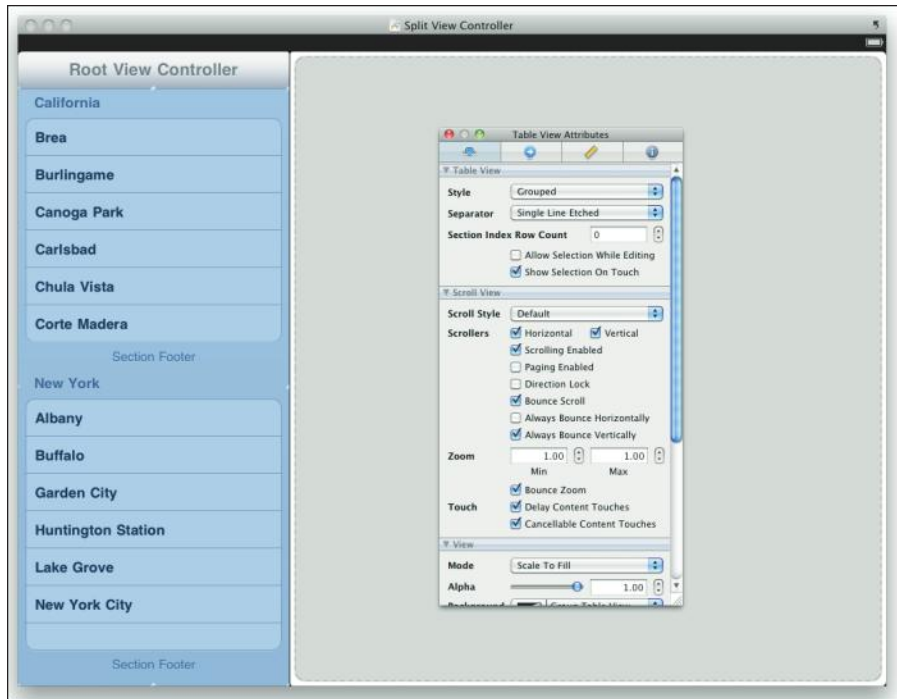 Split View Controller
Root View Controller
California
Brea
Burlingame
Canoga Park
Carlsbad
Chula Vista
Corte Madera
Section Footer
New York
Albany
Buffalo
Garden City
Huntington Station
Lake Grove
New York City
Section Footer
Table View Attributes
Table View
Style Grouped
Separator Single Line Etched
Section Index Row Count 0
Allow Selection While Editing
Show Selection On Touch
Scroll View
Scroll Style Default
Scrollers Horizontal Vertical
Scrolling Enabled
Paging Enabled
Direction Lock
Bounce Scroll
Always Bounce Horizontally
Always Bounce Vertically
Zoom 1.00 1.00
Min Max
Bounce Zoom
Touch Delay Content Touches
Cancellable Content Touches
View
Mode Scale To Fill
Alpha 1.00
Background Group Table View